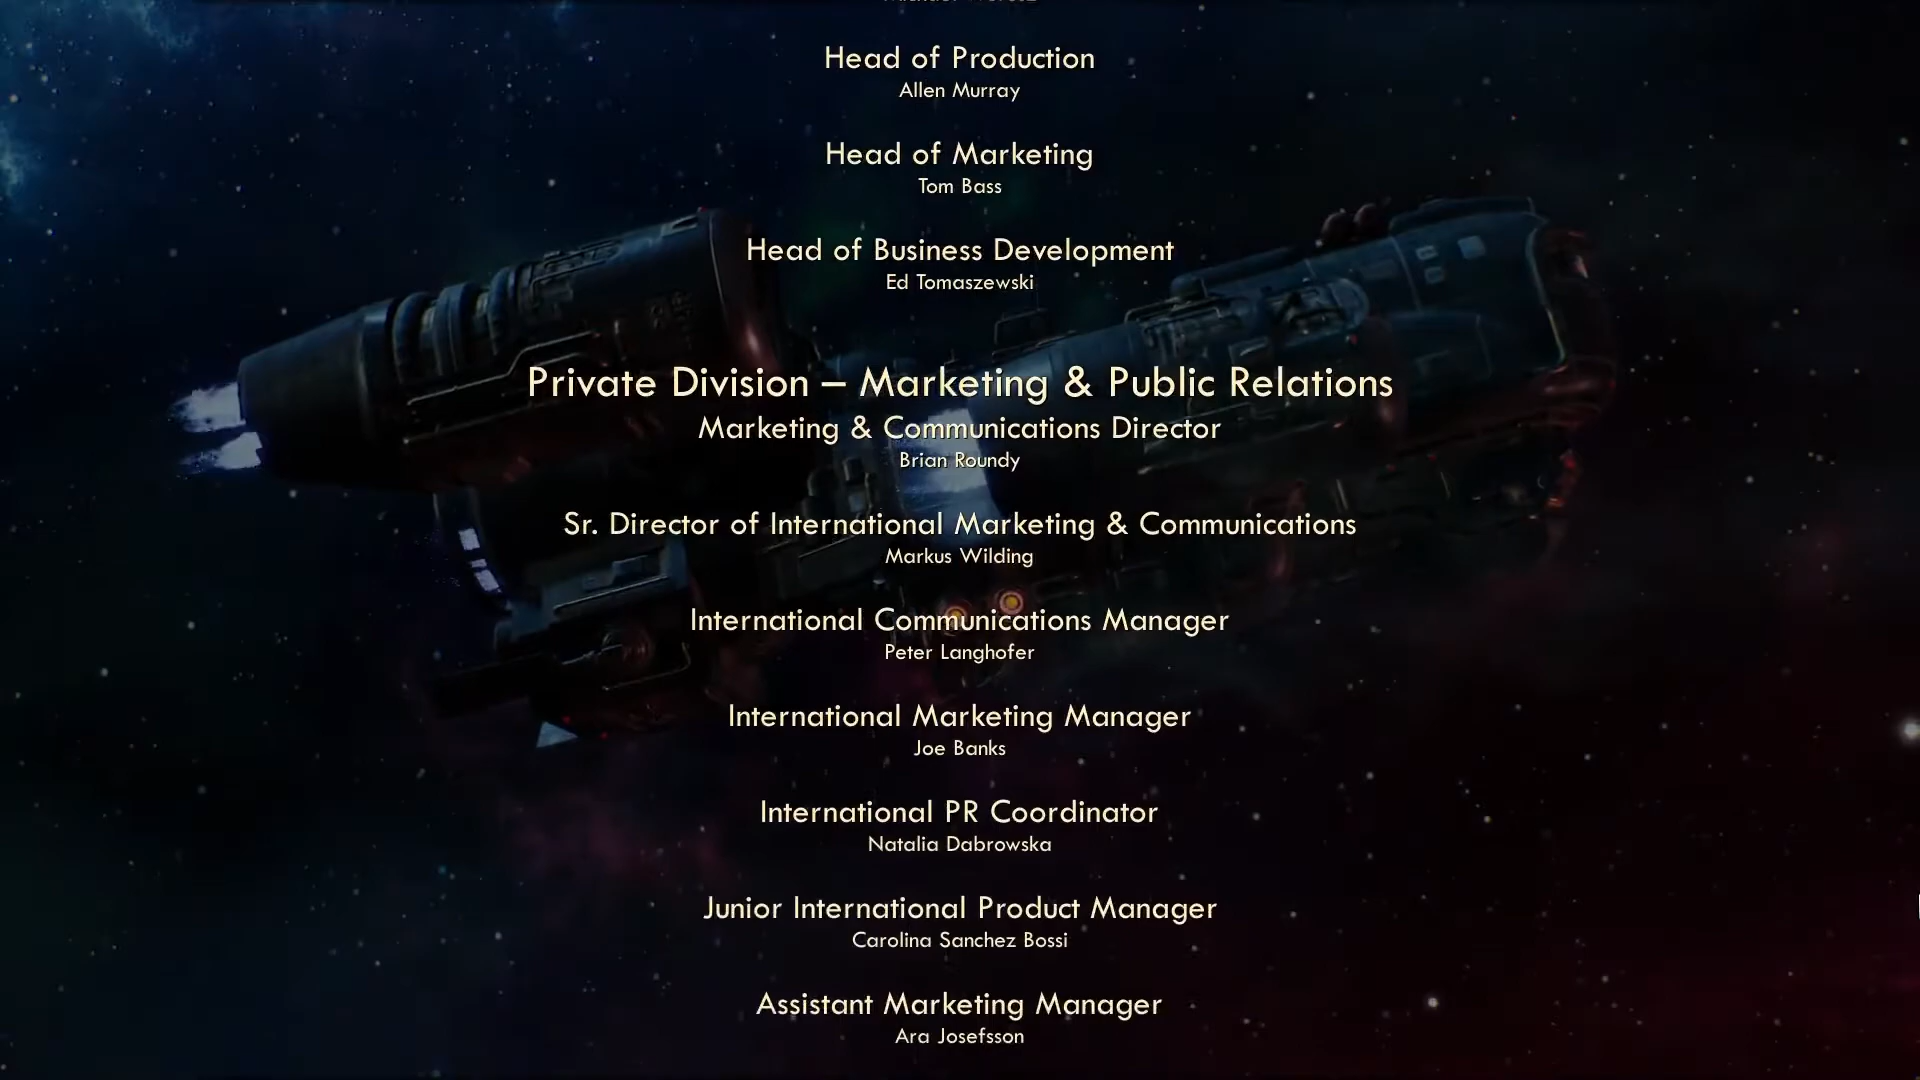 Head of Production
Allen Murray
Head of Marketing
Tom Bass
Head of Business Development
Ed Tomaszewski
Private Division – Marketing & Public Relations
Marketing & Communications Director
Brian Roundy
Sr. Director of International Marketing & Communications
Markus Wilding
International Communications Manager
Peter Langhofer
International Marketing Manager
Joe Banks
International PR Coordinator
Natalia Dabrowska
Junior International Product Manager
Carolina Sanchez Bossi
Assistant Marketing Manager
Ara Josefsson